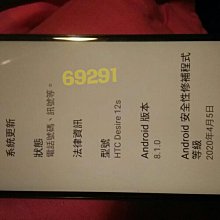 系統更新
狀態
電話號碼、訊號等。
69291
法律資訊
型號
HTC Desire 12s
Android 版本
8.1.0
Android 安全性修補程式
等級
2020年4月5日